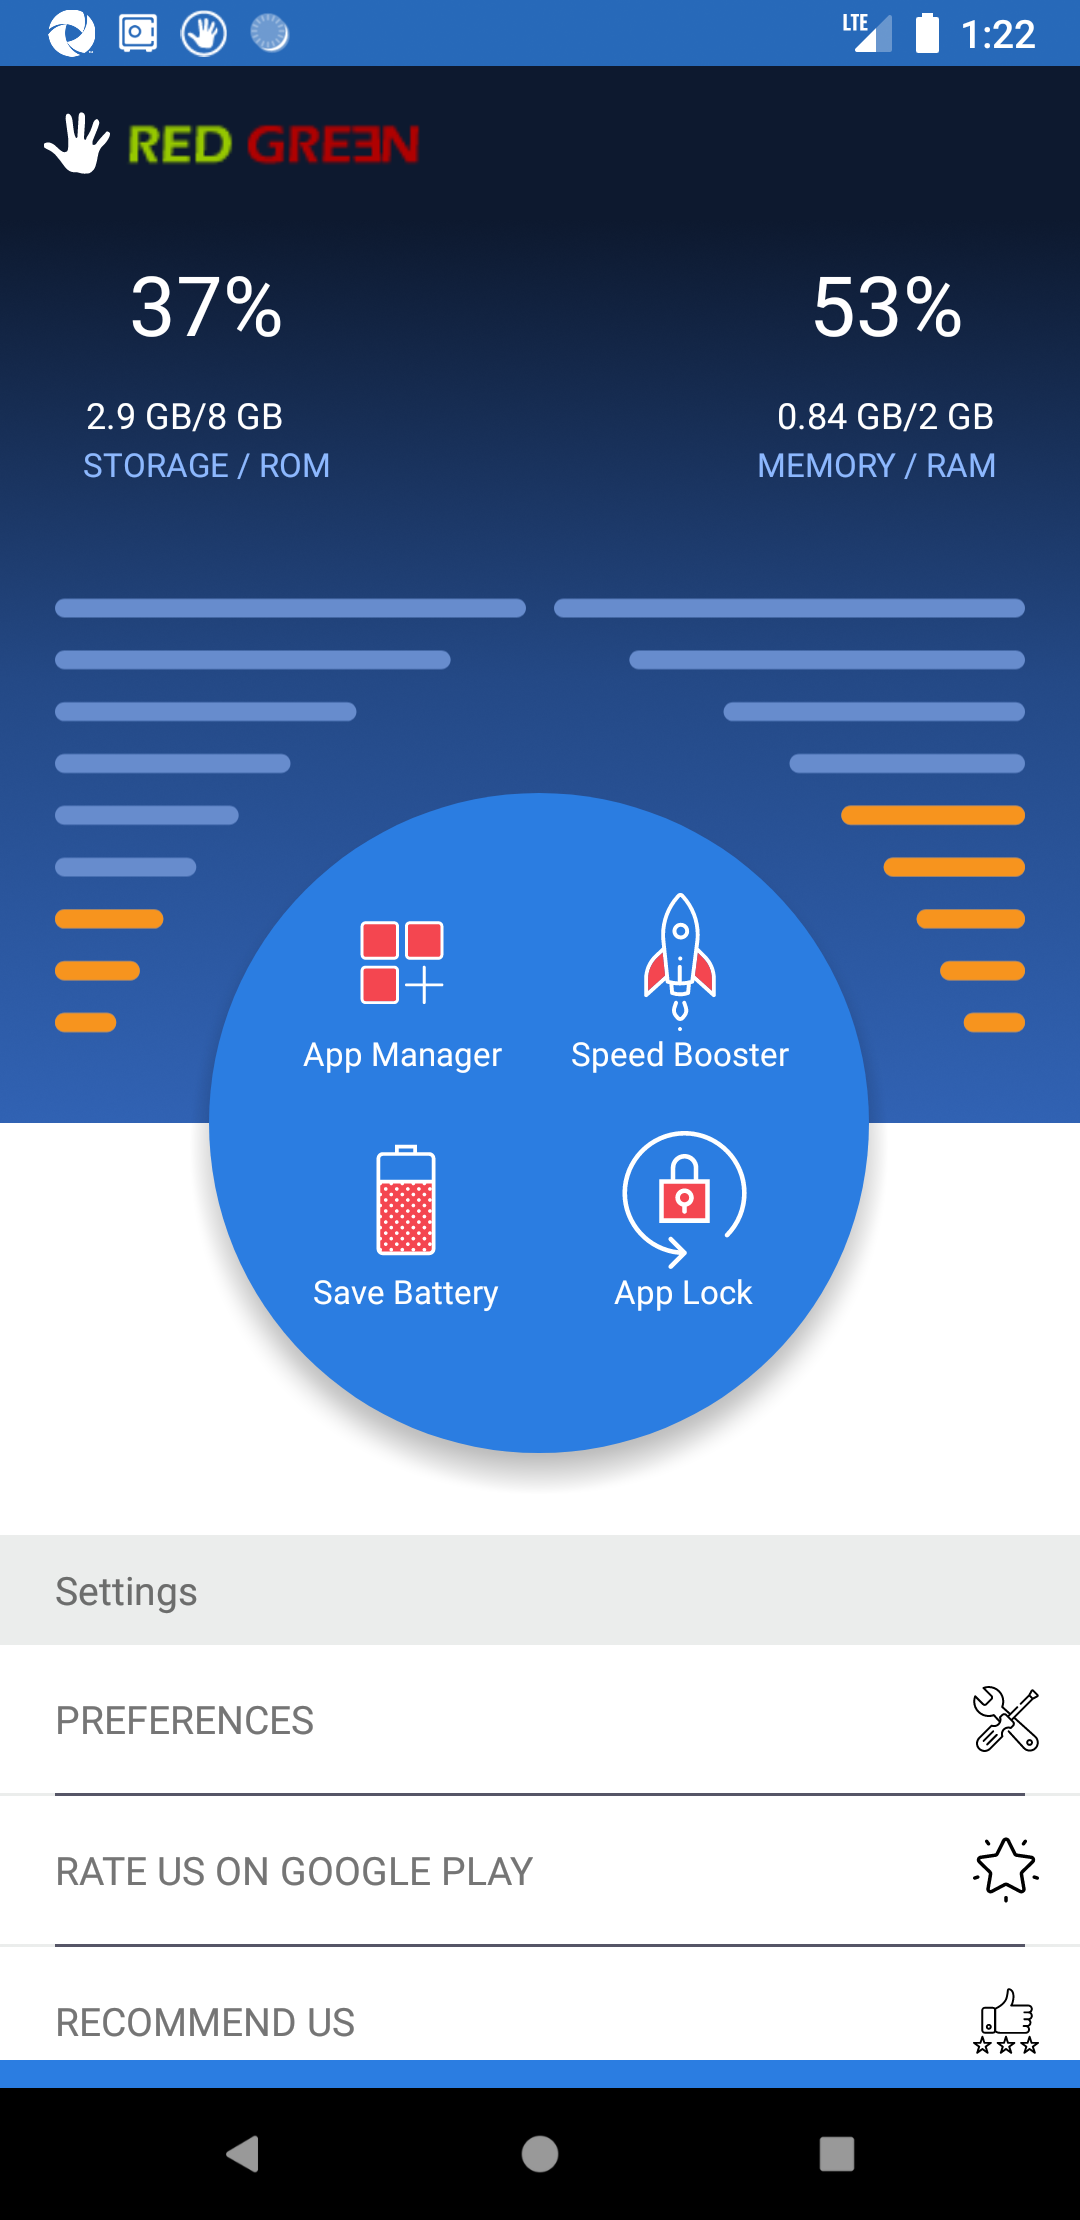 LTE 1:22
RED GREEN
37%
53%
2.9 GB/8 GB
0.84 GB/2 GB
STORAGE / ROM
MEMORY / RAM
App Manager
Speed Booster
Save Battery
App Lock
Settings
PREFERENCES
RATE US ON GOOGLE PLAY
RECOMMEND US